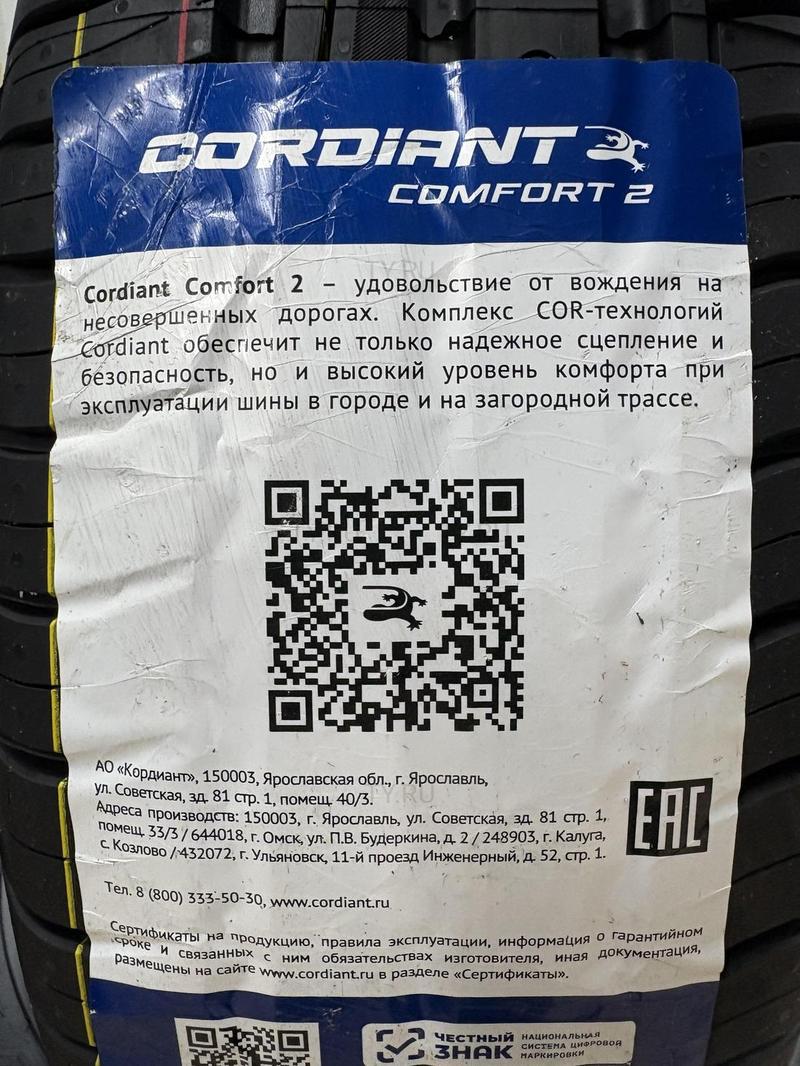 CORDIANT
COMFORT 2
TY.RU
Cordiant Comfort 2 – удовольствие от вождения на
несовершенных дорогах. Комплекс COR-технологий
Cordiant обеспечит не только надежное сцепление и
безопасность, но и высокий уровень комфорта при
эксплуатации шины в городе и на загородной трассе.
АО «Кордиант», 150003, Ярославская обл., г. Ярославль,
ул. Советская, зд. 81 стр. 1, помещ. 40/3.
TY.RU
Адреса производств: 150003, г. Ярославль, ул. Советская, зд. 81 стр. 1,
помещ. 33/3 / 644018, г. Омск, ул. П.В. Будеркина, д. 2 / 248903, г. Калуга,
с. Козлово / 432072, г. Ульяновск, 11-й проезд Инженерный, д. 52, стр. 1.
EAC
Тел. 8 (800) 333-50-30, www.cordiant.ru
Сертификаты на продукцию, правила эксплуатации, информация о гарантийном
сроке и связанных с ним обязательствах изготовителя, иная документация,
размещены на сайте www.cordiant.ru в разделе «Сертификаты».
ЧЕСТНЫЙ
ЗНАК
НАЦИОНАЛЬНАЯ
СИСТЕМА ЦИФРОВОЙ
МАРКИРОВКИ